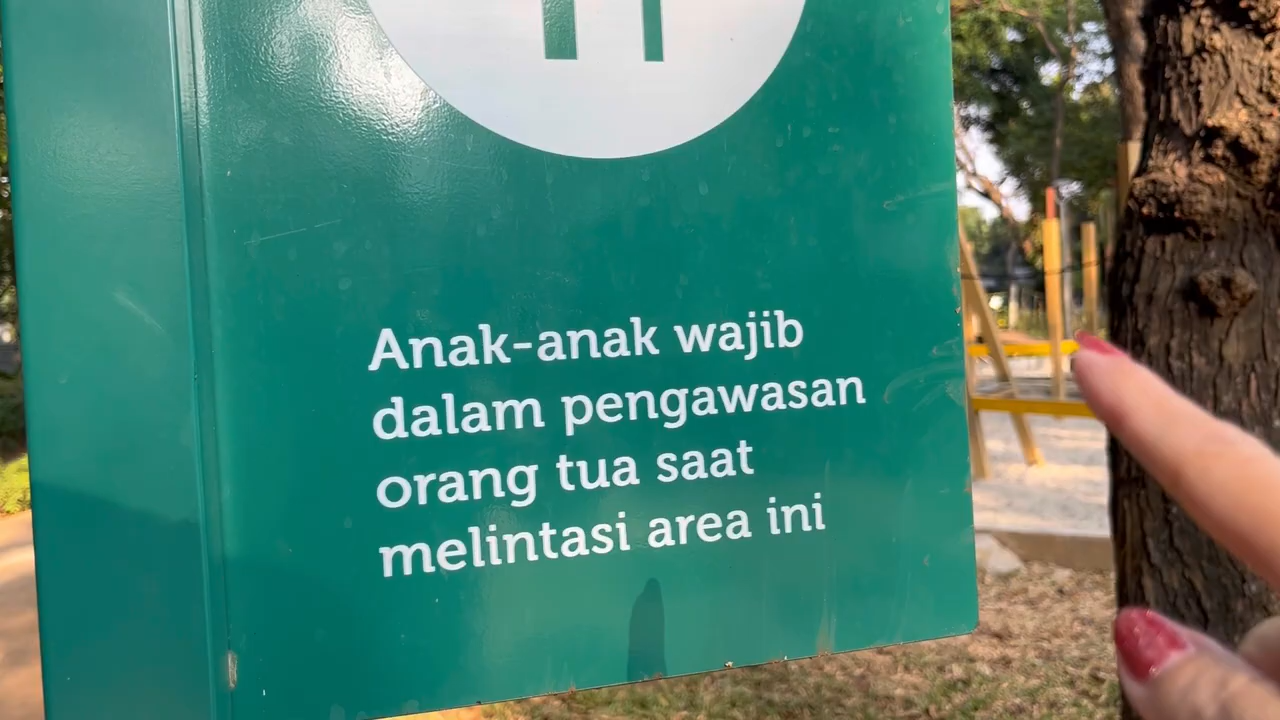 Anak-anak wajib
dalam pengawasan
orang tua saat
melintasi area ini